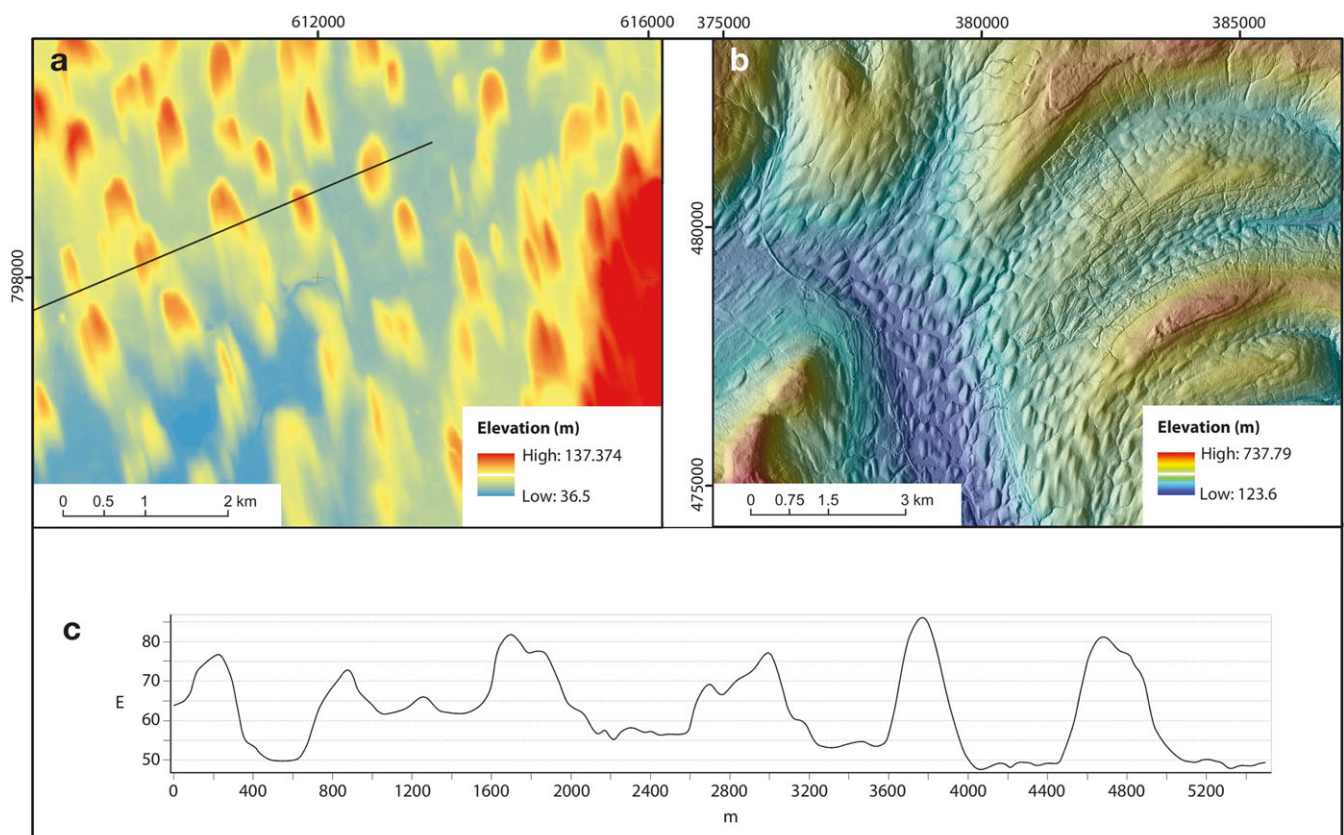 612000 616000 375000 380000 385000
a
b
798000
480000
475000
Elevation (m)
High: 137.374
Low: 36.5
0 0.5 1 2 km
Elevation (m)
High: 737.79
Low: 123.6
0 0.75 1.5 3 km
c
80
70
E
60
50
0 400 800 1200 1600 2000 2400 2800 3200 3600 4000 4400 4800 5200
m